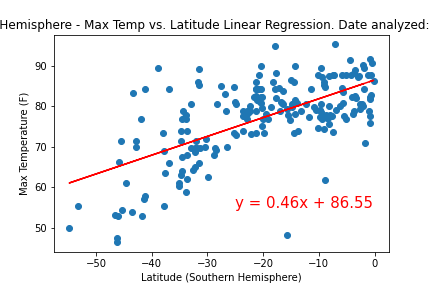 Hemisphere - Max Temp vs. Latitude Linear Regression. Date analyzed:
Max Temperature (F)
90
80
70
60
50
y = 0.46x + 86.55
−50 −40 −30 −20 −10 0
Latitude (Southern Hemisphere)